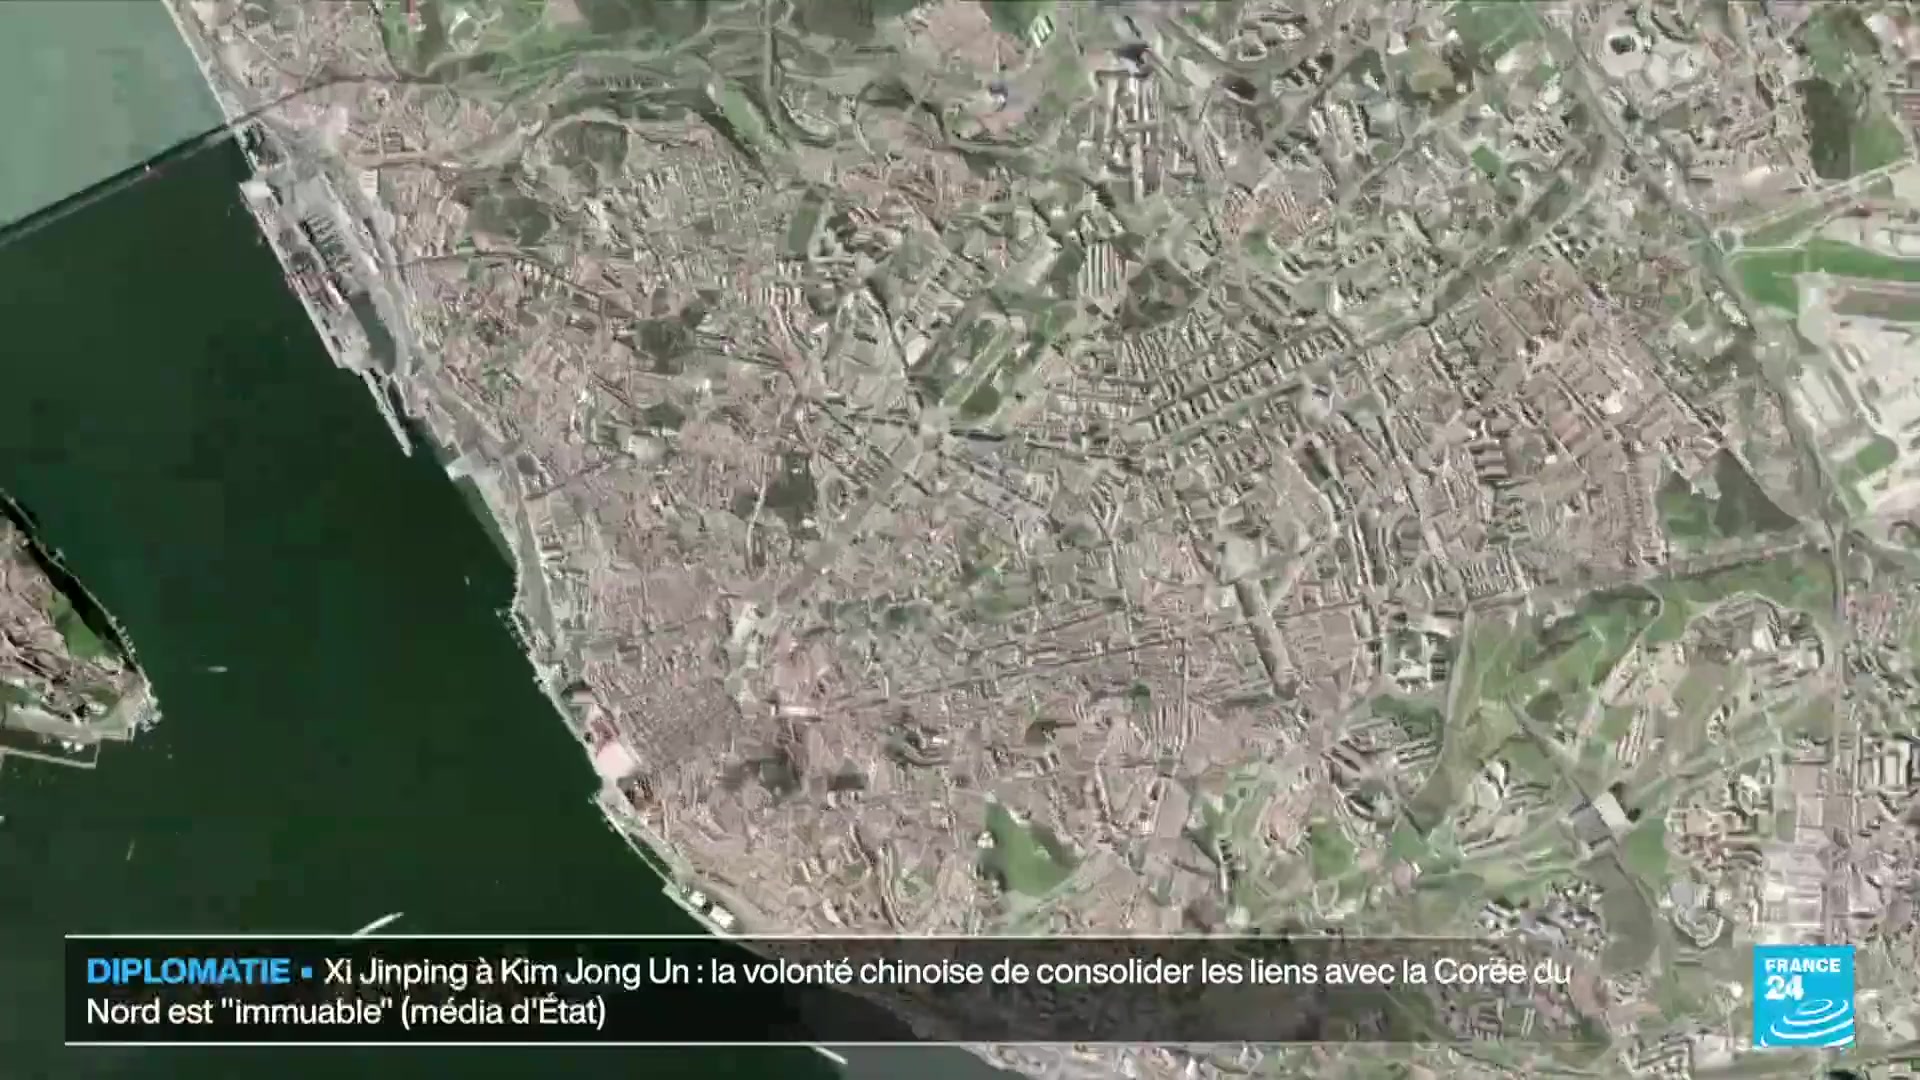 DIPLOMATIE ▪ Xi Jinping à Kim Jong Un : la volonté chinoise de consolider les liens avec la Corée du
Nord est "immuable" (média d'État)
FRANCE
24